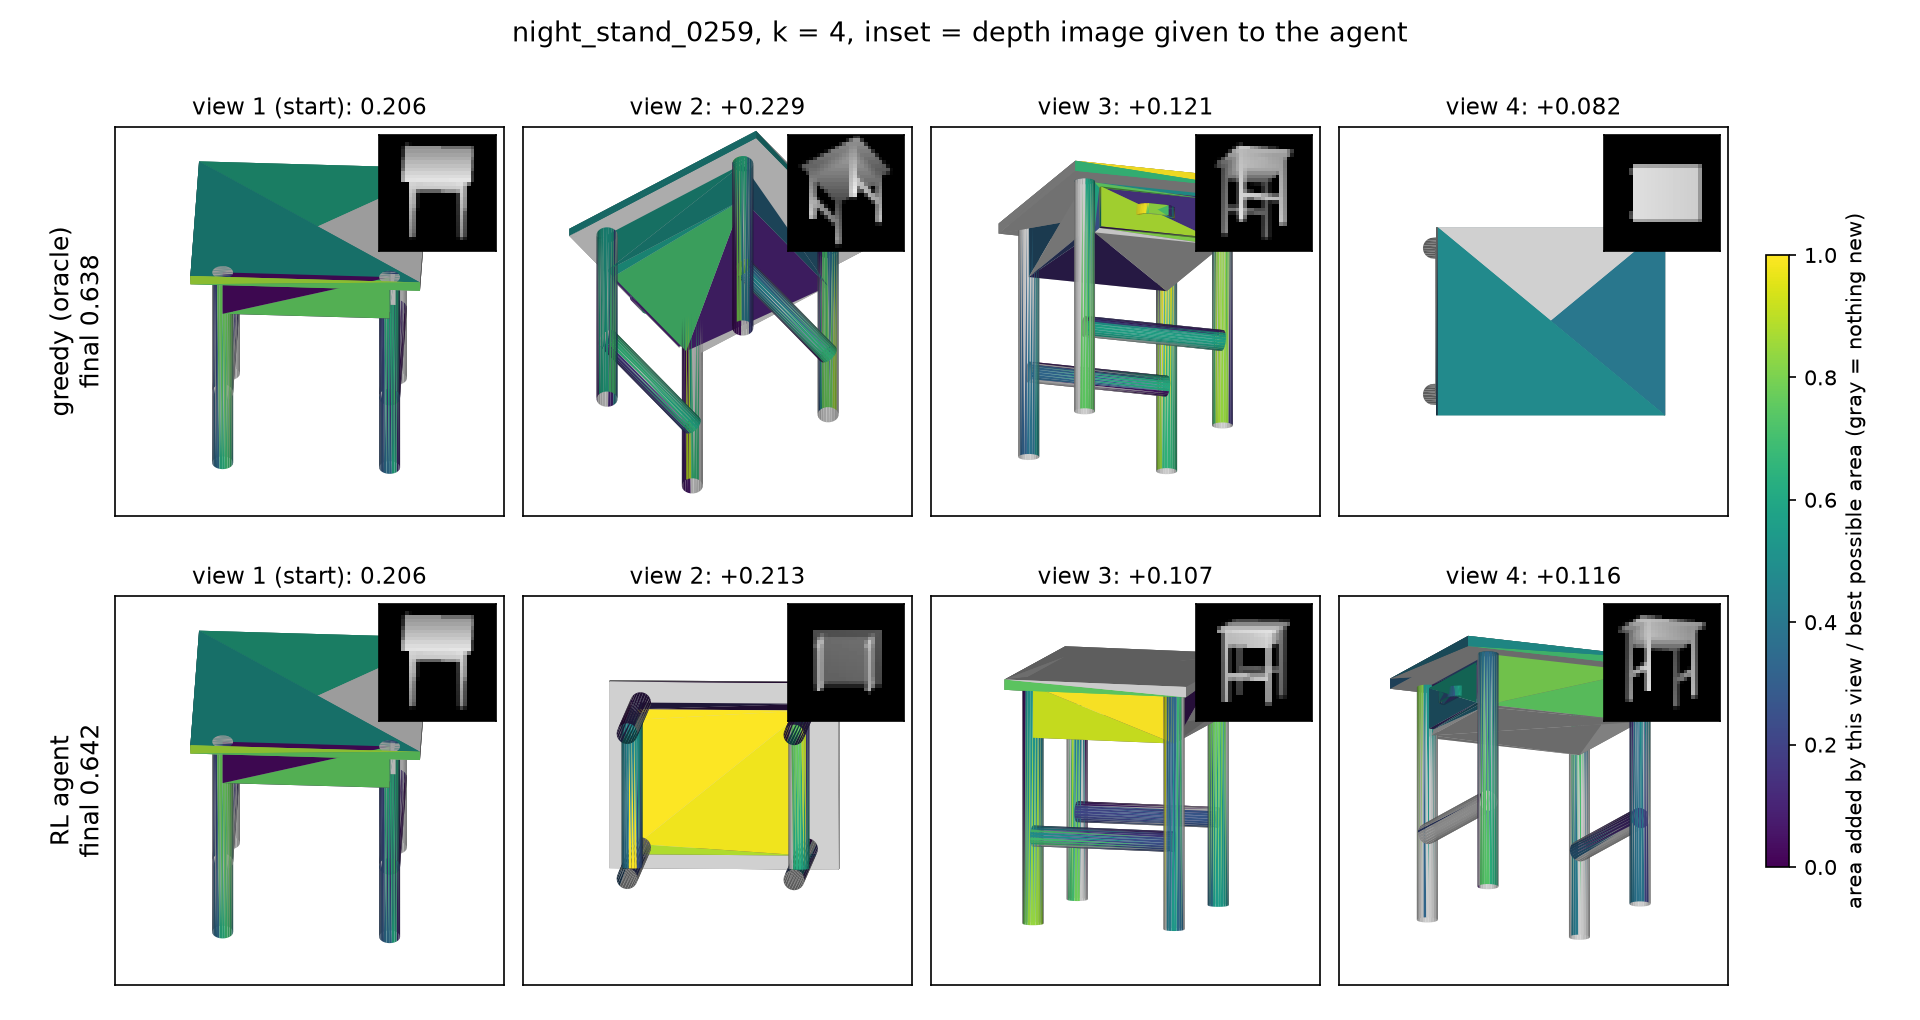 night_stand_0259, k = 4, inset = depth image given to the agent
view 1 (start): 0.206
view 2: +0.229
view 3: +0.121
view 4: +0.082
greedy (oracle)
final 0.638
view 1 (start): 0.206
view 2: +0.213
view 3: +0.107
view 4: +0.116
RL agent
final 0.642
1.0
0.8
0.6
0.4
0.2
0.0
area added by this view / best possible area (gray = nothing new)